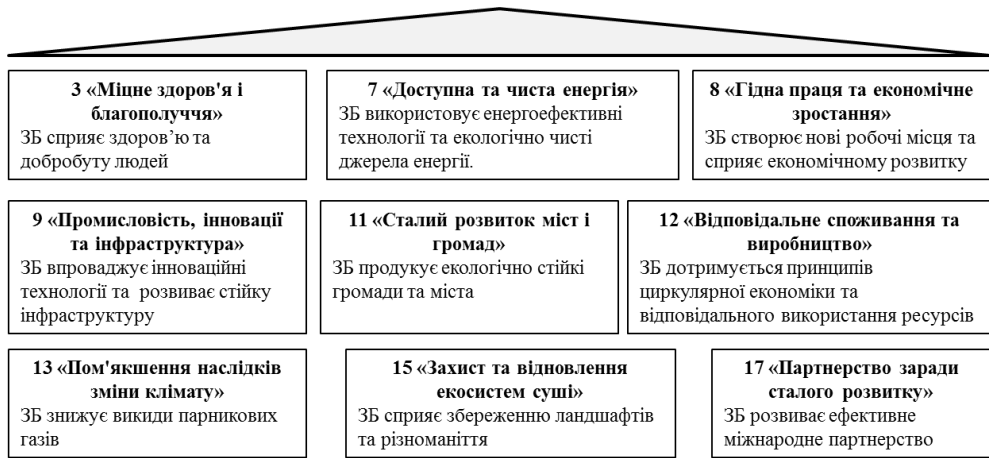 3 «Міцне здоров'я і
благополуччя»
ЗБ сприяє здоров’ю та
добробуту людей
7 «Доступна та чиста енергія»
ЗБ використовує енергоефективні
технології та екологічно чисті
джерела енергії.
8 «Гідна праця та економічне
зростання»
ЗБ створює нові робочі місця та
сприяє економічному розвитку
9 «Промисловість, інновації
та інфраструктура»
ЗБ впроваджує інноваційні
технології та розвиває стійку
інфраструктуру
11 «Сталий розвиток міст і
громад»
ЗБ продукує екологічно стійкі
громади та міста
12 «Відповідальне споживання та
виробництво»
ЗБ дотримується принципів
циркулярної економіки та
відповідального використання ресурсів
13 «Пом'якшення наслідків
зміни клімату»
ЗБ знижує викиди парникових
газів
15 «Захист та відновлення
екосистем суші»
ЗБ сприяє збереженню ландшафтів
та різноманіття
17 «Партнерство заради
сталого розвитку»
ЗБ розвиває ефективне
міжнародне партнерство